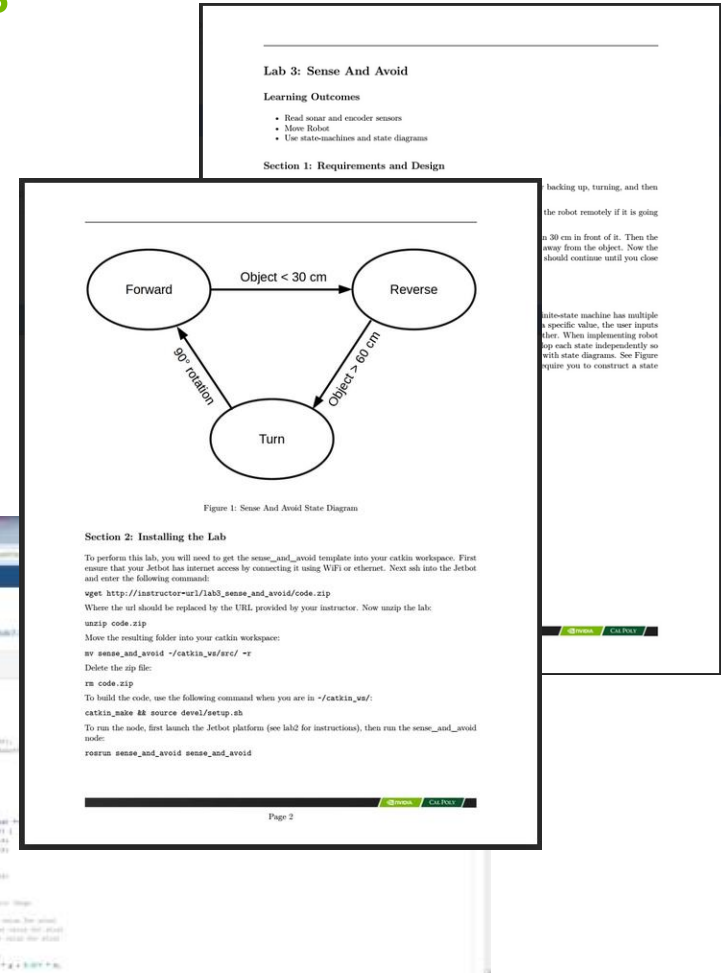 Lab 3: Sense And Avoid
Learning Outcomes
• Read sonar and encoder sensors
• Move Robot
• Use state-machines and state diagrams
Section 1: Requirements and Design
backing up, turning, and then
the robot remotely if it is going
30 cm in front of it. Then the
away from the object. Now the
should continue until you close
machine has multiple
specific value, the user inputs
When implementing robot
each state independently so
with state diagrams. See Figure
you to construct a state
NVIDIA CAL POLY
Forward
Object < 30 cm
Reverse
90° rotation
Object > 60 cm
Turn
Figure 1: Sense And Avoid State Diagram
Section 2: Installing the Lab
To perform this lab, you will need to get the sense_and_avoid template into your catkin workspace. First
ensure that your Jetbot has internet access by connecting it using WiFi or ethernet. Next ssh into the Jetbot
and enter the following command:
wget http://instructor-url/lab3_sense_and_avoid/code.zip
Where the url should be replaced by the URL provided by your instructor. Now unzip the lab:
unzip code.zip
Move the resulting folder into your catkin workspace:
mv sense_and_avoid ~/catkin_ws/src/ -r
Delete the zip file:
rm code.zip
To build the code, use the following command when you are in ~/catkin_ws/:
catkin_make && source devel/setup.sh
To run the node, first launch the Jetbot platform (see lab2 for instructions), then run the sense_and_avoid
node:
rosrun sense_and_avoid sense_and_avoid
NVIDIA CAL POLY
Page 2